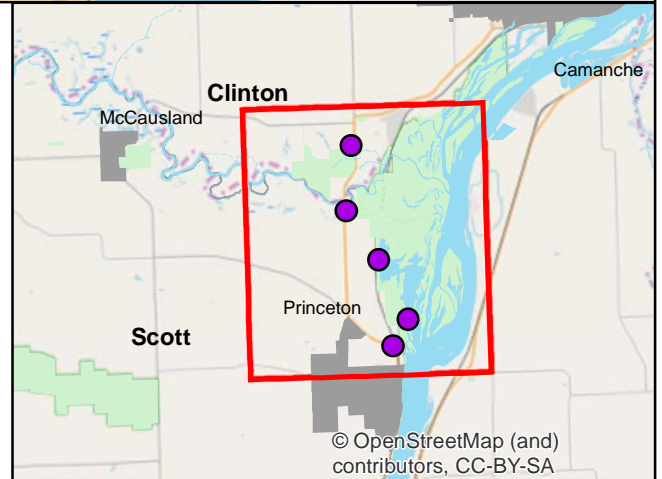 Camanche
Clinton
McCausland
Princeton
Scott
© OpenStreetMap (and)
contributors, CC-BY-SA